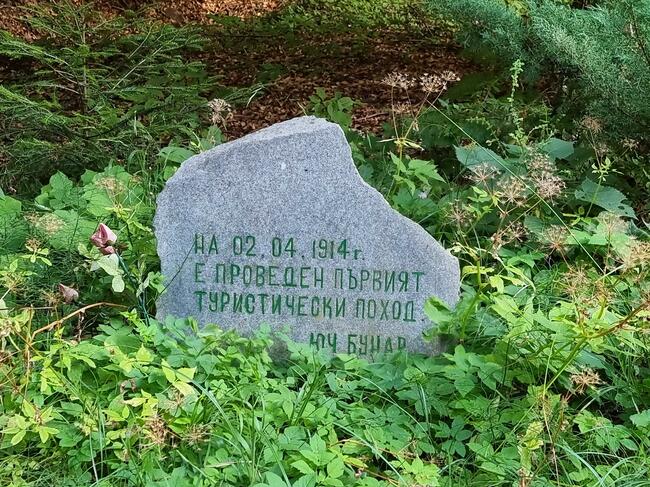 НА 02.04.1914г.
Е ПРОВЕДЕН ПЪРВИЯТ
ТУРИСТИЧЕСКИ ПОХОД
ЮЧ БУНАР